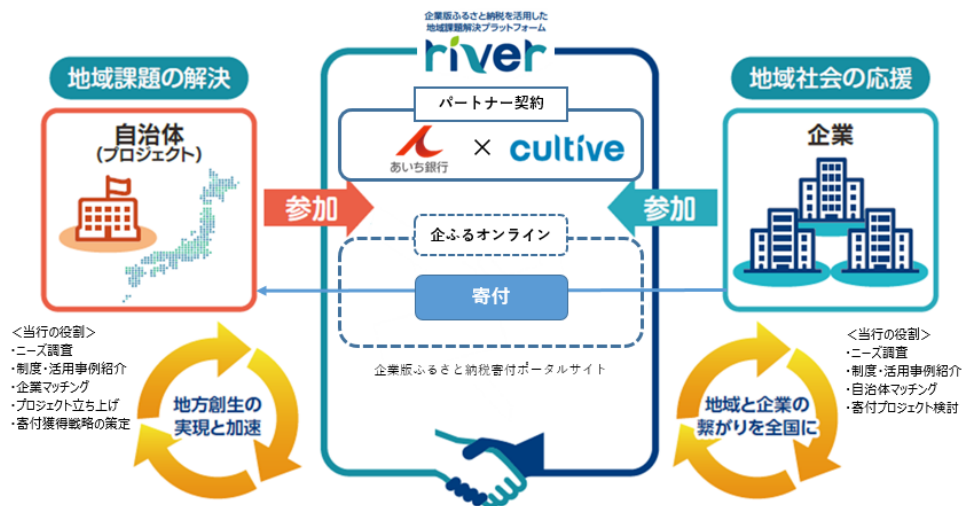 企業版ふるさと納税を活用した
地域課題解決プラットフォーム
river
地域課題の解決
自治体
(プロジェクト)
参加
パートナー契約
あいち銀行
×
cultive
企ふるオンライン
寄付
企業版ふるさと納税寄付ポータルサイト
地域社会の応援
企業
参加
<当行の役割>
・ニーズ調査
・制度・活用事例紹介
・企業マッチング
・プロジェクト立ち上げ
・寄付獲得戦略の策定
地方創生の
実現と加速
地域と企業の
繋がりを全国に
<当行の役割>
・ニーズ調査
・制度・活用事例紹介
・自治体マッチング
・寄付プロジェクト検討